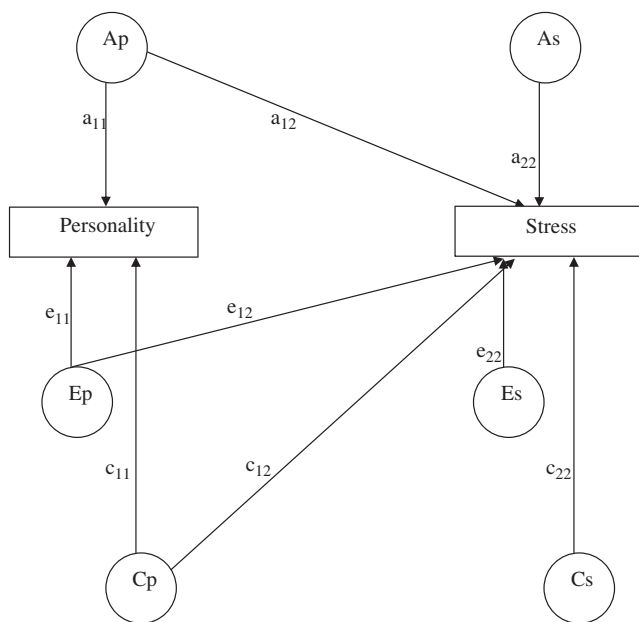 Ap
As
a11
a12
a22
Personality
Stress
e11
e12
e22
Ep
Es
c11
c12
c22
Cp
Cs